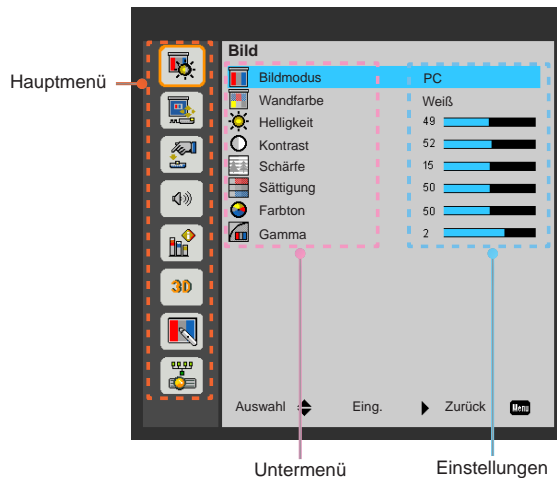 Hauptmenü
Bild
Bildmodus PC
Wandfarbe Weiß
Helligkeit 49
Kontrast 52
Schärfe 15
Sättigung 50
Farbton 50
Gamma 2
3D
Auswahl Eing. Zurück Menu
Untermenü Einstellungen